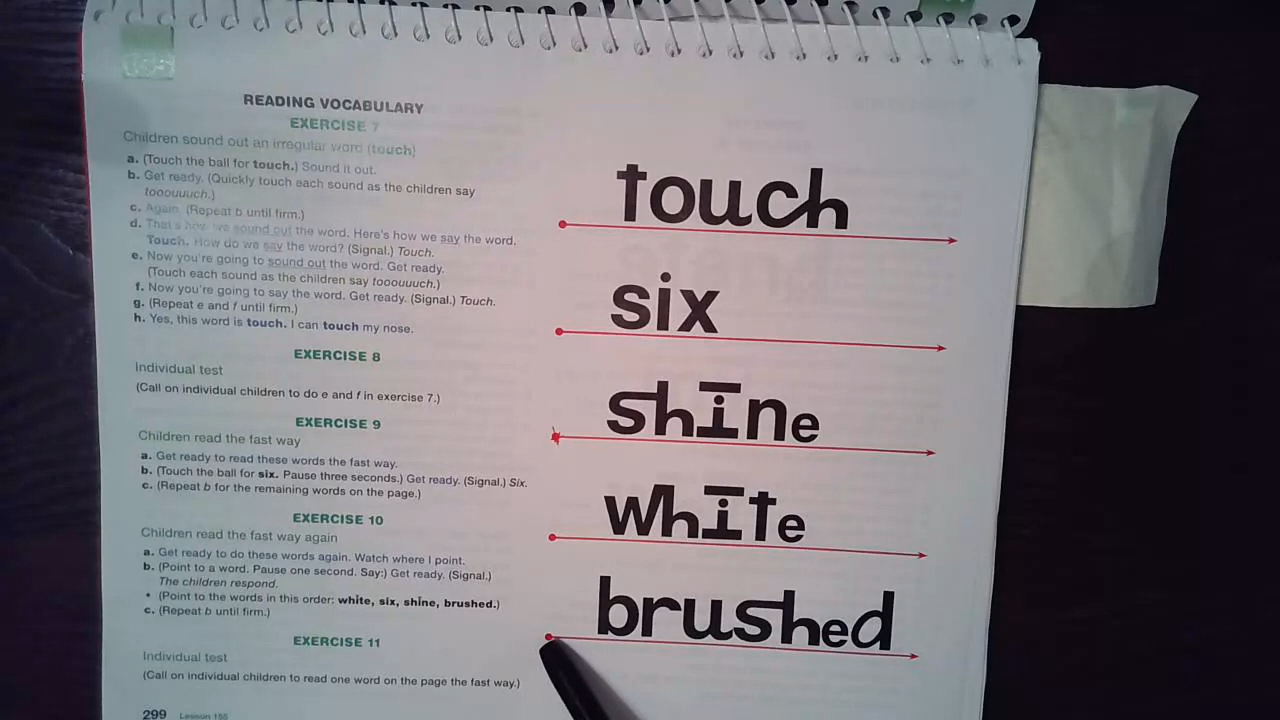 READING VOCABULARY
EXERCISE 7
Children sound out an irregular word (touch)
a. (Touch the ball for touch.) Sound it out.
b. Get ready. (Quickly touch each sound as the children say
tooouuuch.)
c. Again. (Repeat b until firm.)
d. That's how we sound out the word. Here's how we say the word.
Touch. How do we say the word? (Signal.) Touch.
e. Now you're going to sound out the word. Get ready.
(Touch each sound as the children say tooouuuch.)
f. Now you're going to say the word. Get ready. (Signal.) Touch.
g. (Repeat e and f until firm.)
h. Yes, this word is touch. I can touch my nose.
EXERCISE 8
Individual test
(Call on individual children to do e and f in exercise 7.)
EXERCISE 9
Children read the fast way
a. Get ready to read these words the fast way.
b. (Touch the ball for six. Pause three seconds.) Get ready. (Signal.) Six.
c. (Repeat b for the remaining words on the page.)
EXERCISE 10
Children read the fast way again
a. Get ready to do these words again. Watch where I point.
b. (Point to a word. Pause one second. Say:) Get ready. (Signal.)
The children respond.
• (Point to the words in this order: whīte, six, shīne, brushed.)
c. (Repeat b until firm.)
EXERCISE 11
Individual test
(Call on individual children to read one word on the page the fast way.)
299 Lesson 155
touch
six
shīne
whīte
brushed